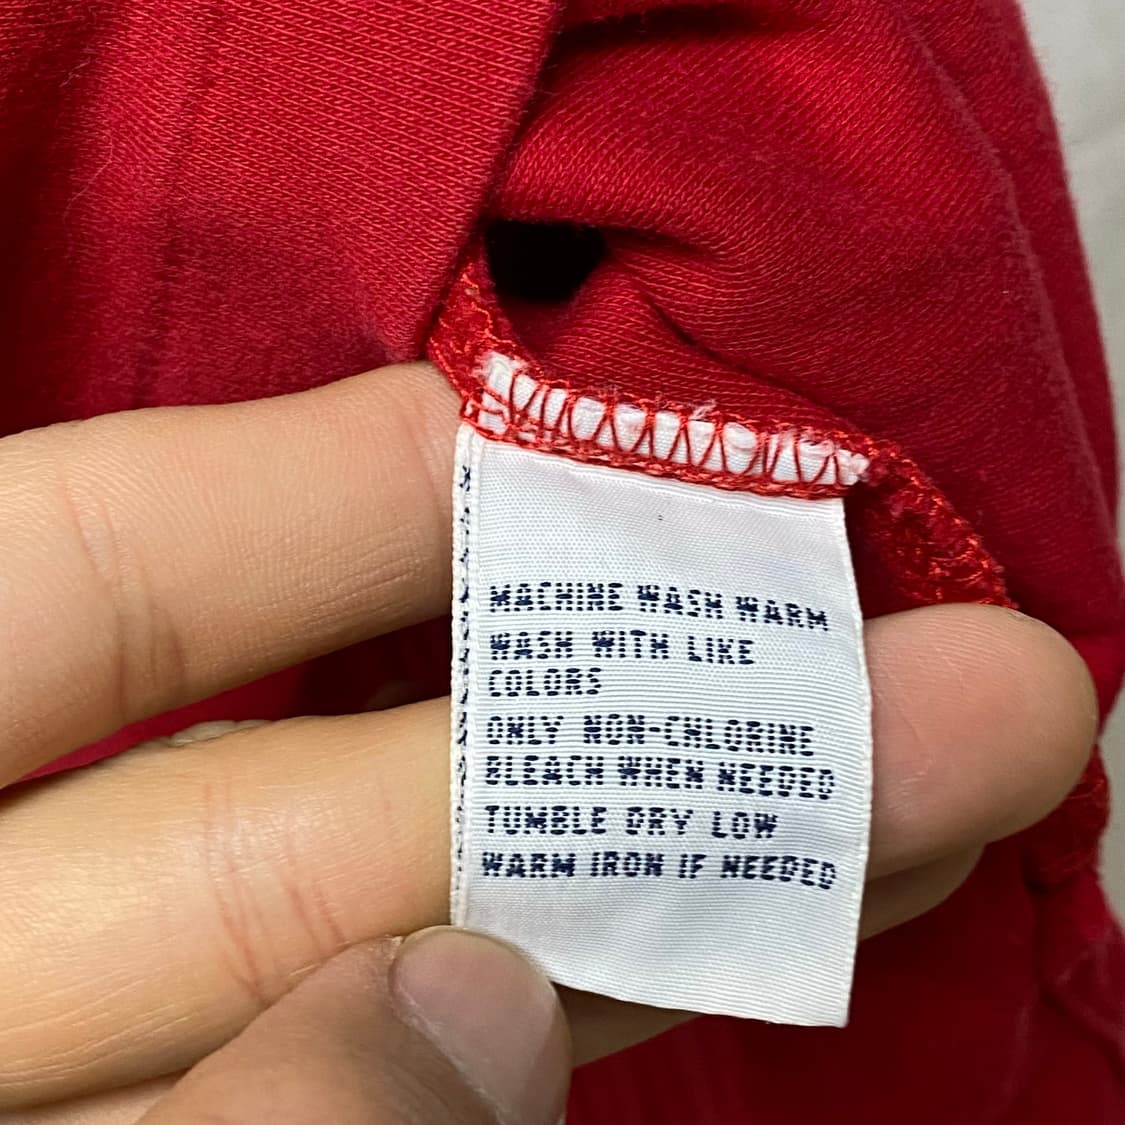 MACHINE WASH WARM
WASH WITH LIKE
COLORS
ONLY NON-CHLORINE
BLEACH WHEN NEEDED
TUMBLE DRY LOW
WARM IRON IF NEEDED